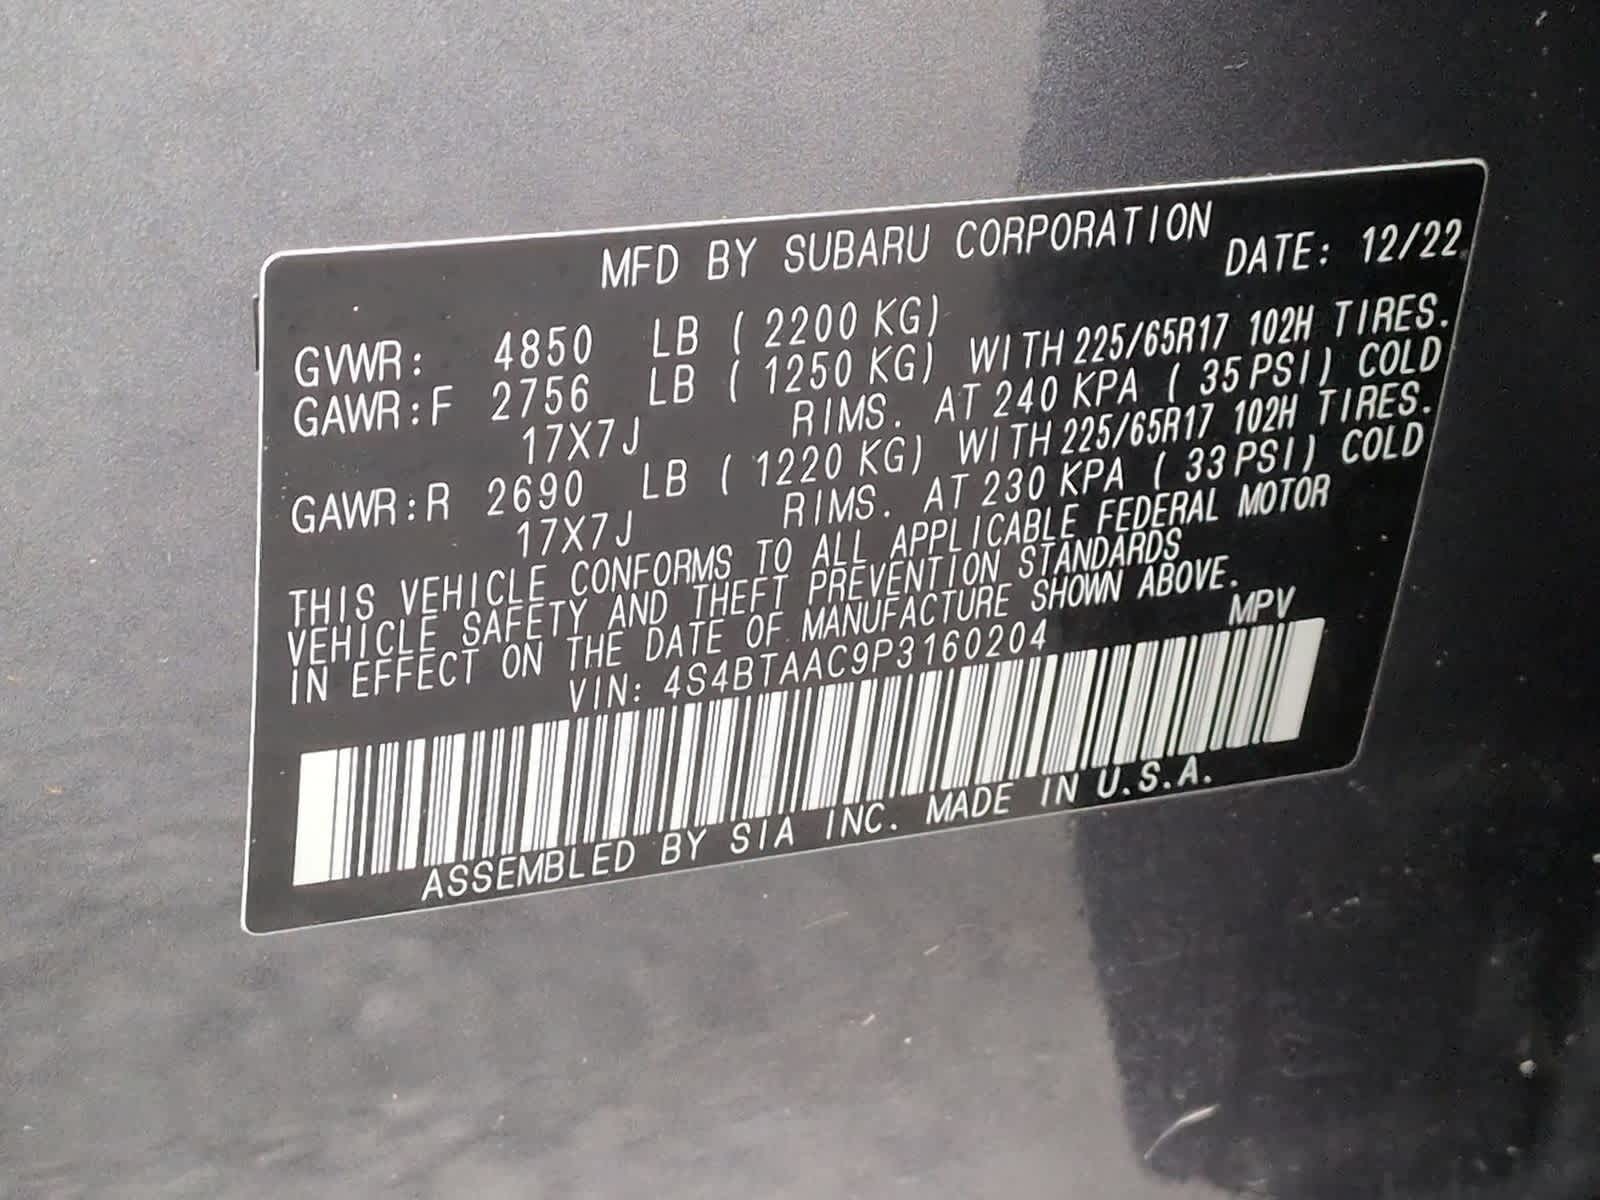 MFD BY SUBARU CORPORATION DATE: 12/22
GVWR: 4850 LB ( 2200 KG)
GAWR:F 2756 LB ( 1250 KG) WITH 225/65R17 102H TIRES.
17X7J RIMS. AT 240 KPA ( 35 PSI) COLD
GAWR:R 2690 LB ( 1220 KG) WITH 225/65R17 102H TIRES.
17X7J RIMS. AT 230 KPA ( 33 PSI) COLD
THIS VEHICLE CONFORMS TO ALL APPLICABLE FEDERAL MOTOR
VEHICLE SAFETY AND THEFT PREVENTION STANDARDS
IN EFFECT ON THE DATE OF MANUFACTURE SHOWN ABOVE.
VIN: 4S4BTAAC9P3160204 MPV
ASSEMBLED BY SIA INC. MADE IN U.S.A.